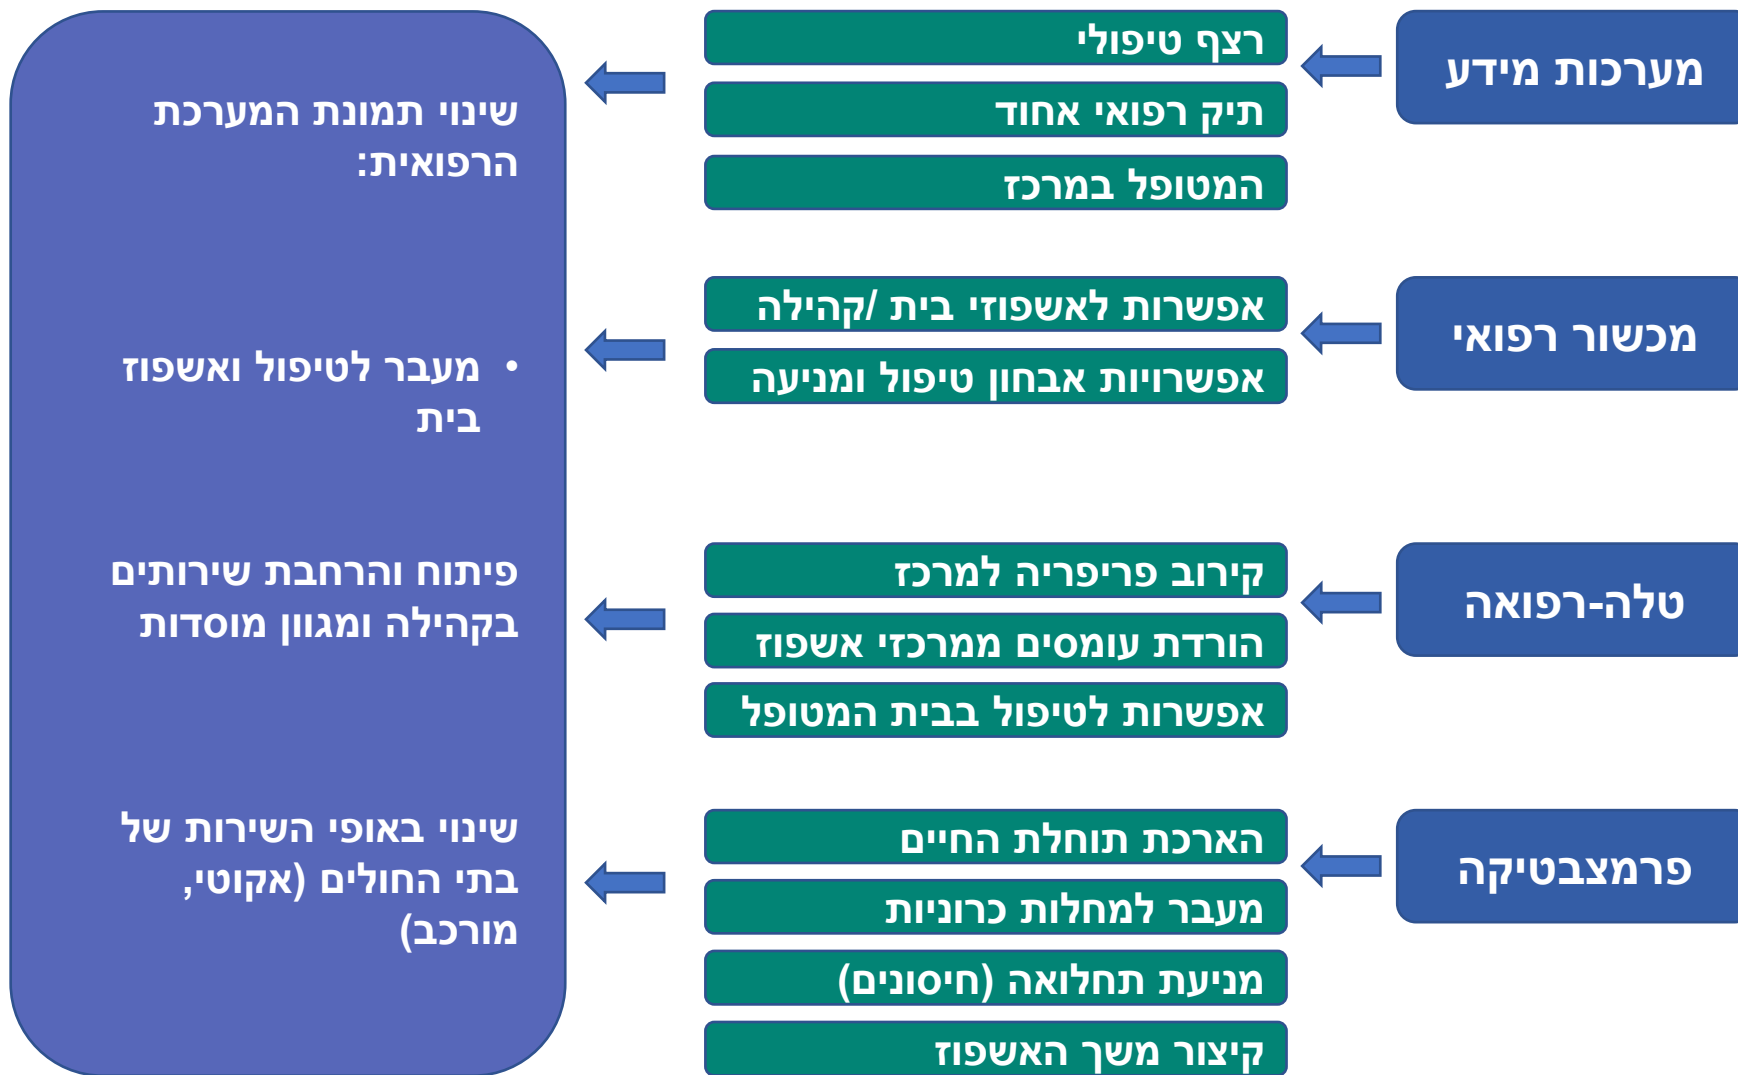 מערכות מידע
רצף טיפולי
תיק רפואי אחוד
המטופל במרכז
מכשור רפואי
אפשרות לאשפוזי בית /קהילה
אפשרויות אבחון טיפול ומניעה
טלה-רפואה
קירוב פריפריה למרכז
הורדת עומסים ממרכזי אשפוז
אפשרות לטיפול בבית המטופל
פרמצבטיקה
הארכת תוחלת החיים
מעבר למחלות כרוניות
מניעת תחלואה (חיסונים)
קיצור משך האשפוז
שינוי תמונת המערכת
הרפואית:
• מעבר לטיפול ואשפוז
בית
פיתוח והרחבת שירותים
בקהילה ומגוון מוסדות
שינוי באופי השירות של
בתי החולים (אקוטי,
מורכב)